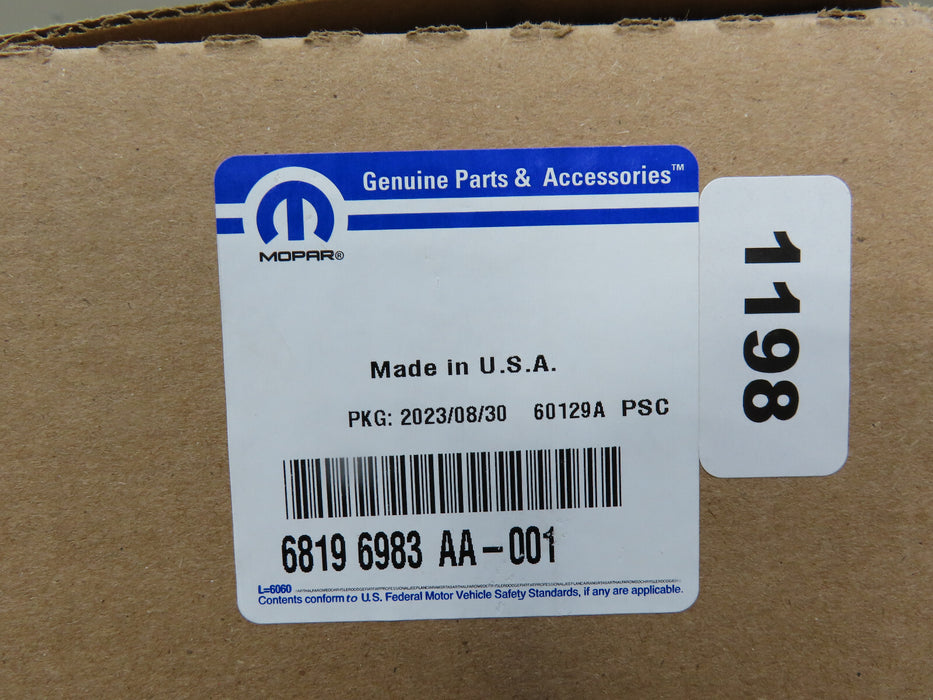 Genuine Parts & Accessories™
MOPAR®
Made in U.S.A.
PKG: 2023/08/30 60129A PSC
6819 6983 AA-001
L=6060
Contents conform to U.S. Federal Motor Vehicle Safety Standards, if any are applicable.
1198